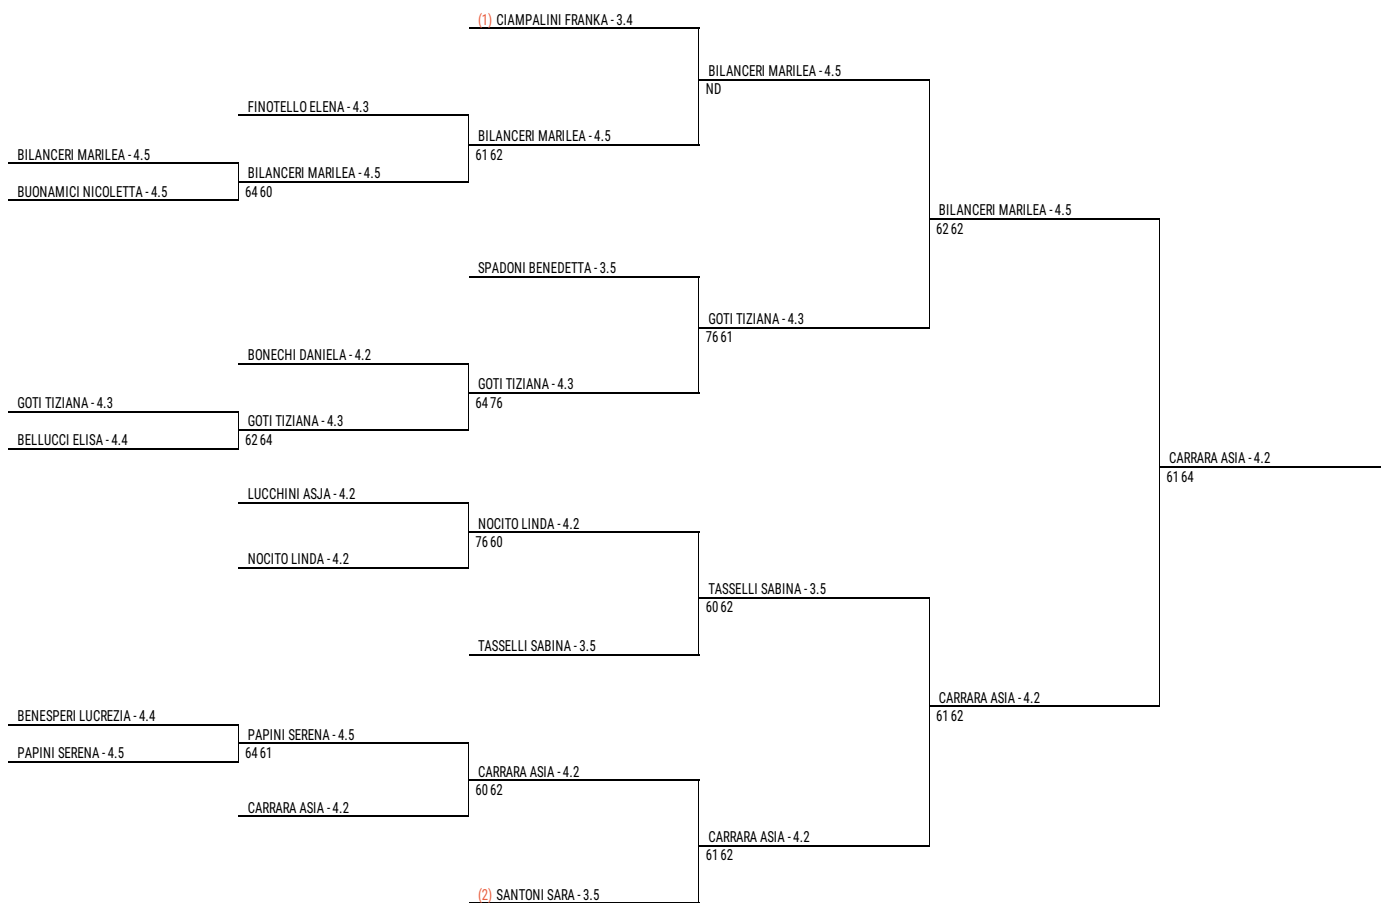 (1) CIAMPALINI FRANKA - 3.4
BILANCERI MARILEA - 4.5
ND
FINOTELLO ELENA - 4.3
BILANCERI MARILEA - 4.5
61 62
BILANCERI MARILEA - 4.5
BILANCERI MARILEA - 4.5
64 60
BUONAMICI NICOLETTA - 4.5
BILANCERI MARILEA - 4.5
62 62
SPADONI BENEDETTA - 3.5
GOTI TIZIANA - 4.3
76 61
BONECHI DANIELA - 4.2
GOTI TIZIANA - 4.3
64 76
GOTI TIZIANA - 4.3
GOTI TIZIANA - 4.3
62 64
BELLUCCI ELISA - 4.4
CARRARA ASIA - 4.2
61 64
LUCCHINI ASJA - 4.2
NOCITO LINDA - 4.2
76 60
NOCITO LINDA - 4.2
TASSELLI SABINA - 3.5
60 62
TASSELLI SABINA - 3.5
CARRARA ASIA - 4.2
61 62
BENESPERI LUCREZIA - 4.4
PAPINI SERENA - 4.5
64 61
PAPINI SERENA - 4.5
CARRARA ASIA - 4.2
60 62
CARRARA ASIA - 4.2
CARRARA ASIA - 4.2
61 62
(2) SANTONI SARA - 3.5